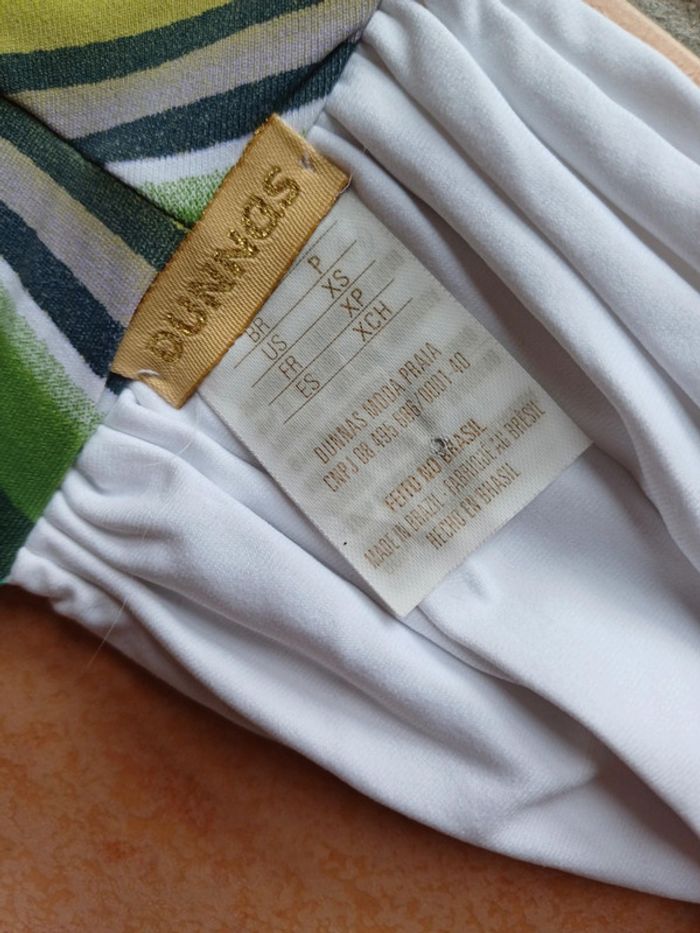 DUNNAS
BR P
US XS
FR XP
ES XCH
DUNNAS MODA PRAIA
CNPJ 08 495 686/0001-40
FEITO NO BRASIL
MADE IN BRAZIL - FABRIQUÉ AU BRÉSIL
HECHO EN BRASIL